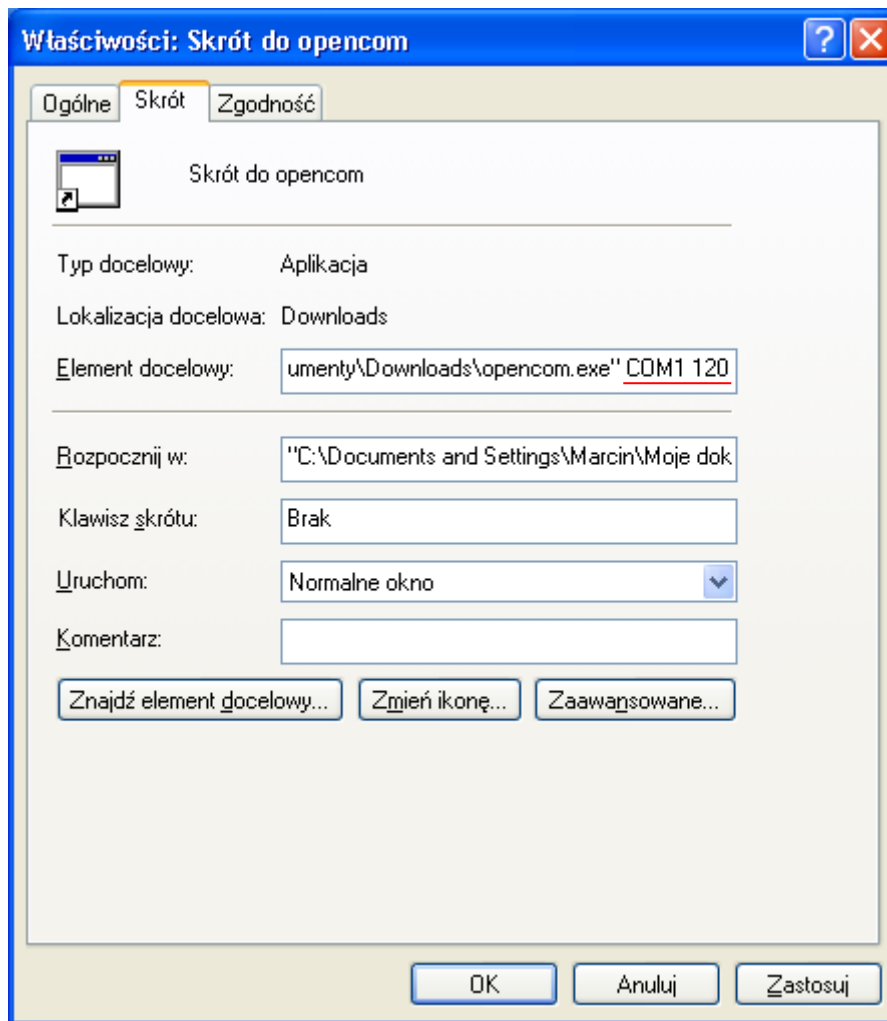 Właściwości: Skrót do opencom
Ogólne Skrót Zgodność
Skrót do opencom
Typ docelowy: Aplikacja
Lokalizacja docelowa: Downloads
Element docelowy: umenty\Downloads\opencom.exe" COM1 120
Rozpocznij w: "C:\Documents and Settings\Marcin\Moje dok
Klawisz skrótu: Brak
Uruchom: Normalne okno
Komentarz:
Znajdź element docelowy... Zmień ikonę... Zaawansowane...
OK Anuluj Zastosuj